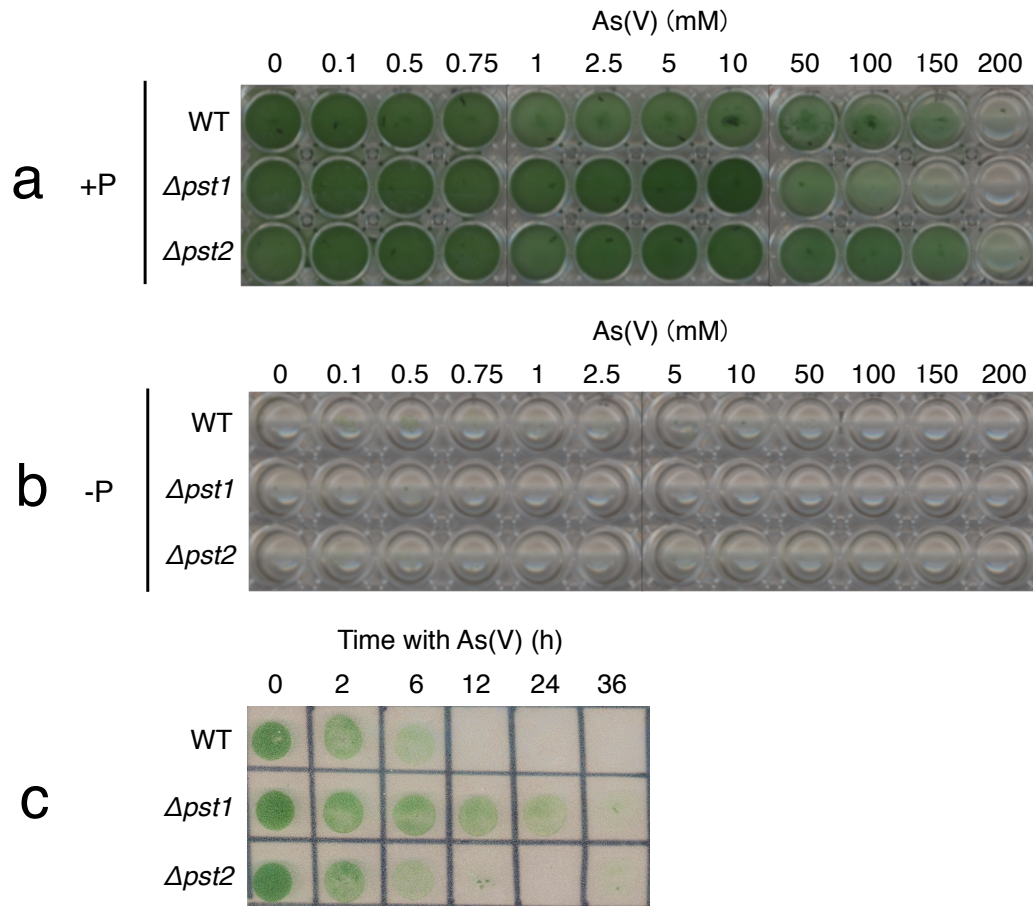 As(V) (mM)
0 0.1 0.5 0.75 1 2.5 5 10 50 100 150 200
WT
a +P Δpst1
Δpst2
As(V) (mM)
0 0.1 0.5 0.75 1 2.5 5 10 50 100 150 200
WT
b -P Δpst1
Δpst2
Time with As(V) (h)
0 2 6 12 24 36
WT
c Δpst1
Δpst2